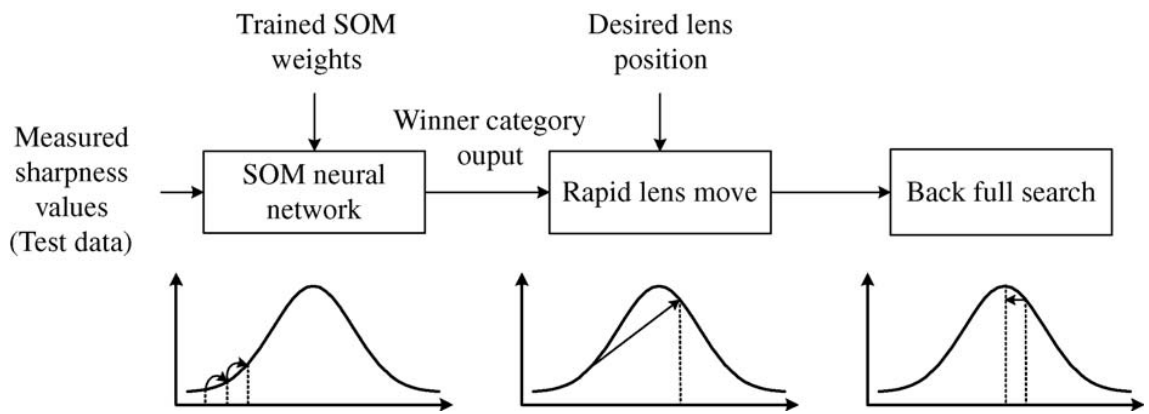 Trained SOM
weights
Desired lens
position
Measured
sharpness
values
(Test data)
SOM neural
network
Winner category
ouput
Rapid lens move
Back full search